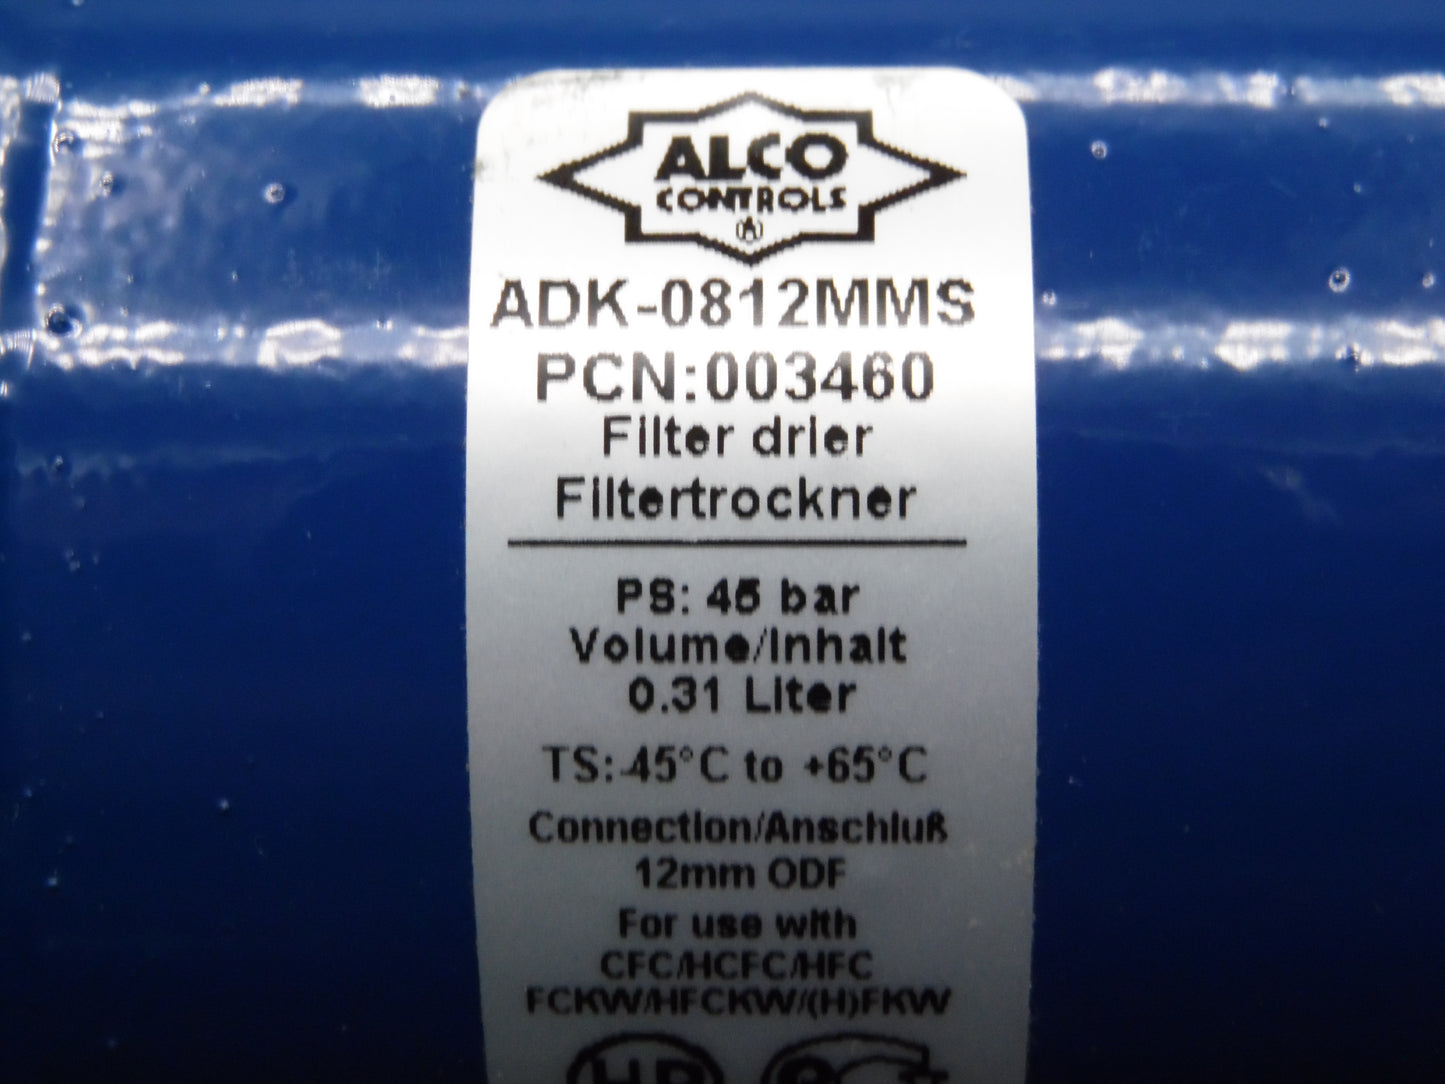 ALCO
CONTROLS
ADK-0812MMS
PCN:003460
Filter drier
Filtertrockner
PS: 45 bar
Volume/Inhalt
0.31 Liter
TS:-45°C to +65°C
Connection/Anschluß
12mm ODF
For use with
CFC/HCFC/HFC
FCKW/HFCKW/(H)FKW